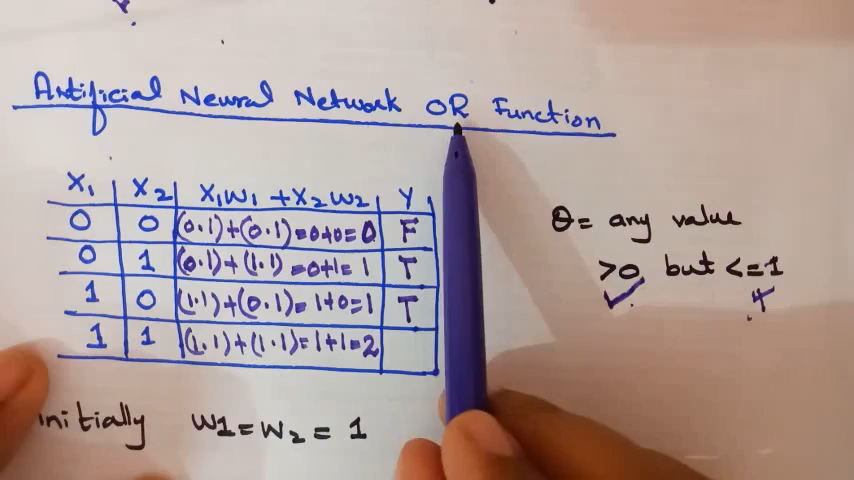 Artificial Neural Network OR Function
X1 X2 X1W1 + X2W2 Y
0 0 (0.1)+(0.1)=0+0=0 F
0 1 (0.1)+(1.1)=0+1=1 T
1 0 (1.1)+(0.1)=1+0=1 T
1 1 (1.1)+(1.1)=1+1=2
θ= any value
>0 but <=1
initially W1=W2=1